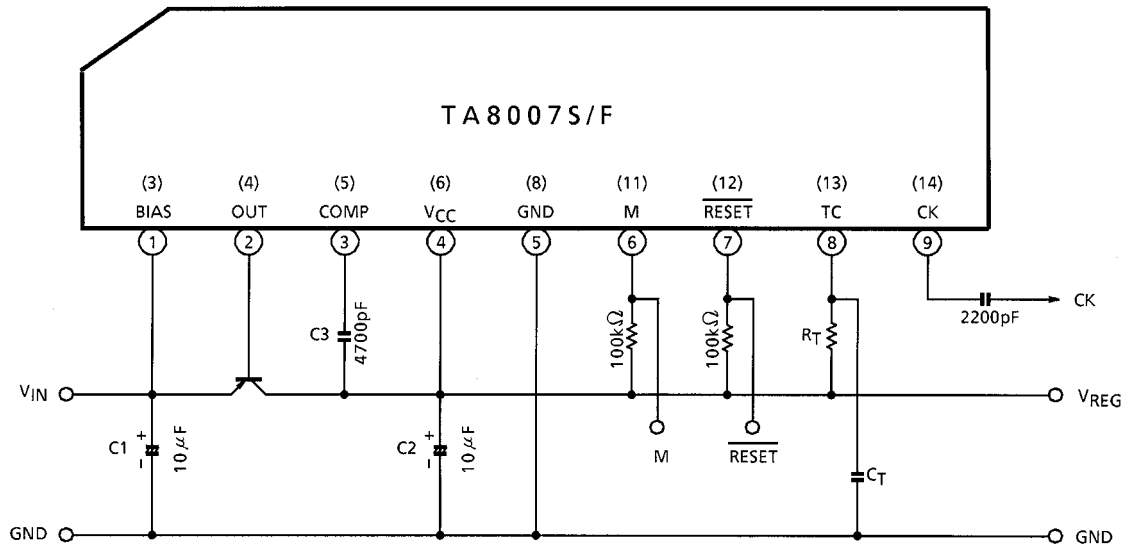 TA8007S/F
(3) (4) (5) (6) (8) (11) (12) (13) (14)
BIAS OUT COMP VCC GND M RESET TC CK
1 2 3 4 5 6 7 8 9
CK
2200pF
C3 4700pF
100kΩ
100kΩ
RT
VIN
VREG
C1 + - 10μF
C2 + - 10μF
M
RESET
CT
GND
GND